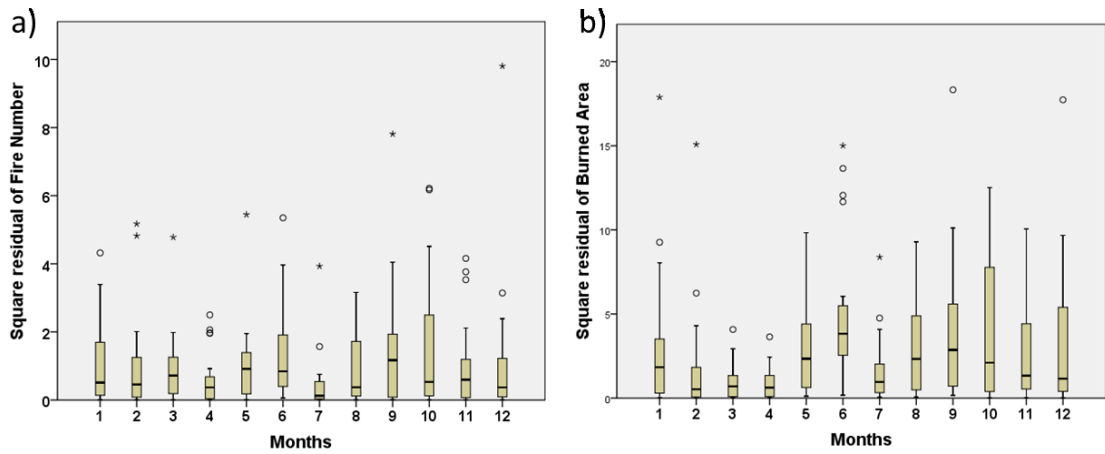 a)
Square residual of Fire Number
10
8
6
4
2
0
1 2 3 4 5 6 7 8 9 10 11 12
Months
b)
Square residual of Burned Area
20
15
10
5
0
1 2 3 4 5 6 7 8 9 10 11 12
Months